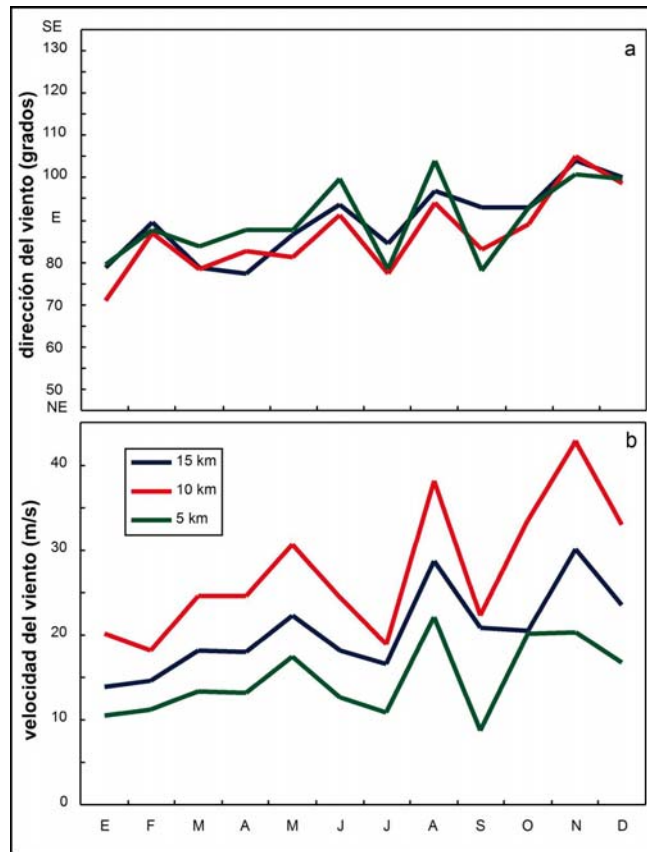 SE
130
120
110
100
E
80
70
60
50
NE
dirección del viento (grados)
a
b
15 km
10 km
5 km
40
30
20
10
0
velocidad del viento (m/s)
E F M A M J J A S O N D